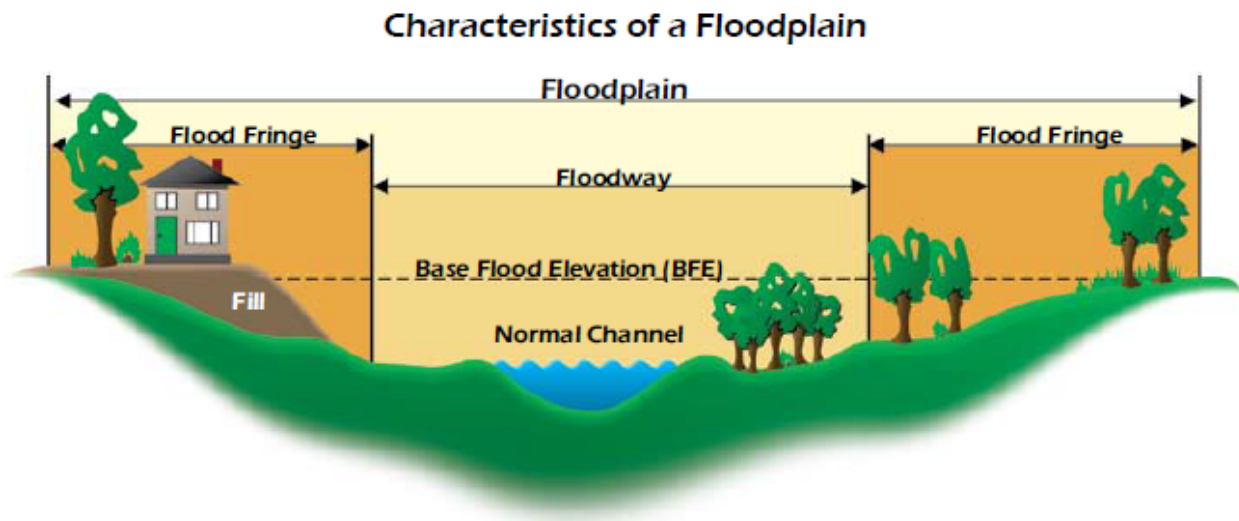 Characteristics of a Floodplain
Floodplain
Flood Fringe
Flood Fringe
Floodway
Base Flood Elevation (BFE)
Fill
Normal Channel